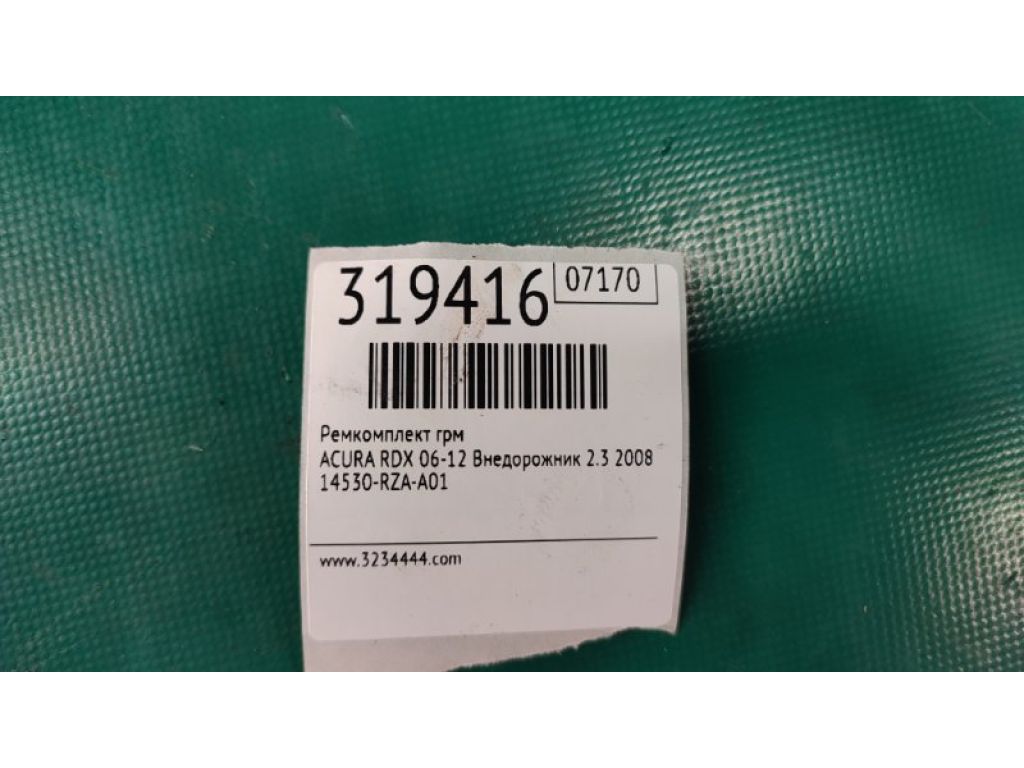 319416 07170
Ремкомплект грм
ACURA RDX 06-12 Внедорожник 2.3 2008
14530-RZA-A01
www.3234444.com